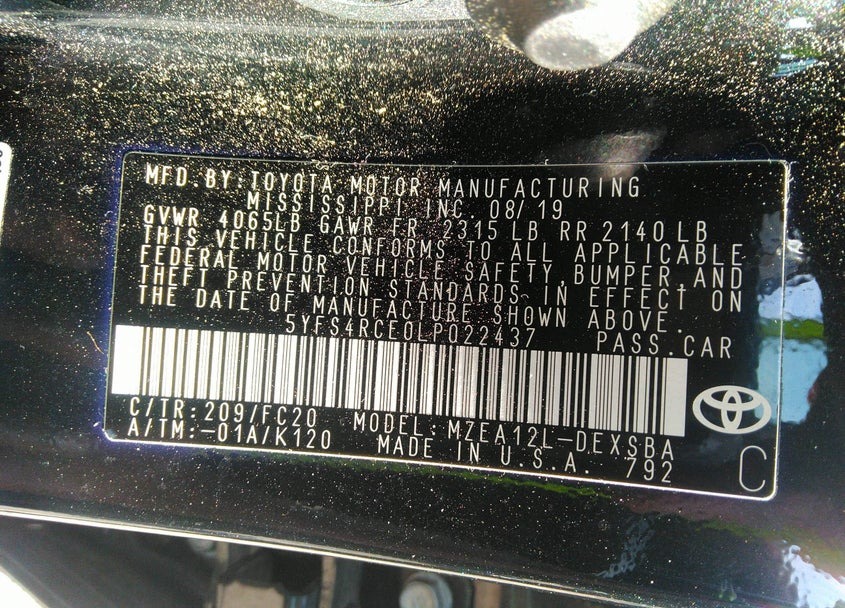 MFD.BY:TOYOTA MOTOR MANUFACTURING
MISSISSIPPI, INC. 08/19
GVWR 4065LB GAWR FR 2315 LB RR 2140 LB
THIS VEHICLE CONFORMS TO ALL APPLICABLE
FEDERAL MOTOR VEHICLE SAFETY, BUMPER, AND
THEFT PREVENTION STANDARDS IN EFFECT ON
THE DATE OF MANUFACTURE SHOWN ABOVE.
5YFS4RCE0LP022437 PASS.CAR
C/TR:209/FC20 MODEL:MZEA12L-DEXSBA
A/TM:-01A/K120 MADE IN U.S.A. 792
C